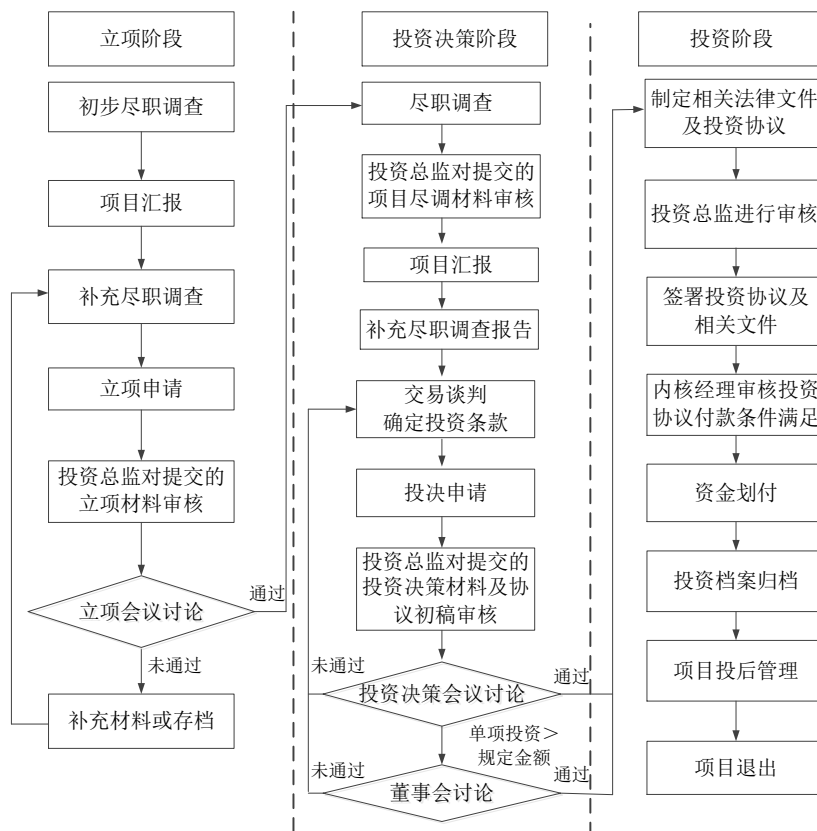 立项阶段
初步尽职调查
项目汇报
补充尽职调查
立项申请
投资总监对提交的
立项材料审核
立项会议讨论
通过
未通过
补充材料或存档
投资决策阶段
尽职调查
投资总监对提交的
项目尽调材料审核
项目汇报
补充尽职调查报告
交易谈判
确定投资条款
投决申请
投资总监对提交的
投资决策材料及协
议初稿审核
未通过
投资决策会议讨论
通过
单项投资＞
规定金额
未通过
董事会讨论
通过
投资阶段
制定相关法律文件
及投资协议
投资总监进行审核
签署投资协议及
相关文件
内核经理审核投资
协议付款条件满足
资金划付
投资档案归档
项目投后管理
项目退出